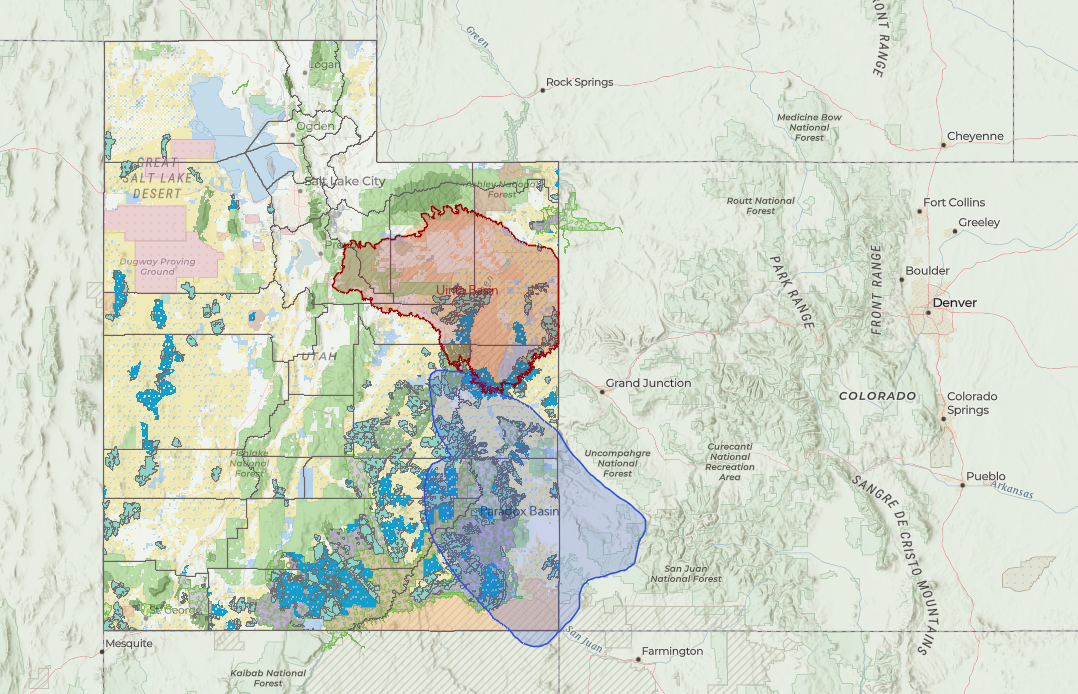 FRONT RANGE
Green
Logan
Rock Springs
Medicine Bow
National
Forest
Ogden
Cheyenne
GREAT
SALT LAKE
DESERT
Salt Lake City
Ashley National
Forest
Routt National
Forest
Fort Collins
Greeley
Dugway Proving
Ground
PARK RANGE
FRONT RANGE
Boulder
Uinta Basin
Denver
UTAH
Grand Junction
COLORADO
Colorado
Springs
Fishlake
National
Forest
Uncompahgre
National
Forest
Curecanti
National
Recreation
Area
Pueblo
Arkansas
SANGRE DE CRISTO MOUNTAINS
Paradox Basin
San Juan
National Forest
St George
San Juan
Mesquite
Farmington
Kaibab National
Forest